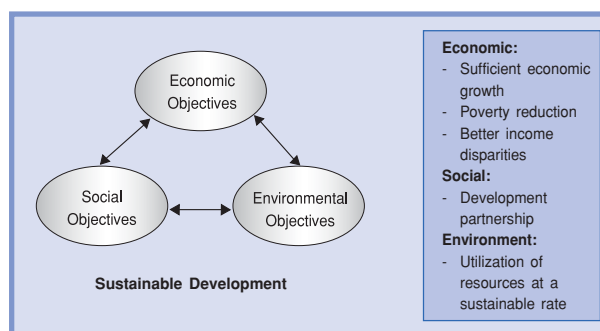 Economic
Objectives
Social
Objectives
Environmental
Objectives
Sustainable Development
Economic:
- Sufficient economic
growth
- Poverty reduction
- Better income
disparities
Social:
- Development
partnership
Environment:
- Utilization of
resources at a
sustainable rate